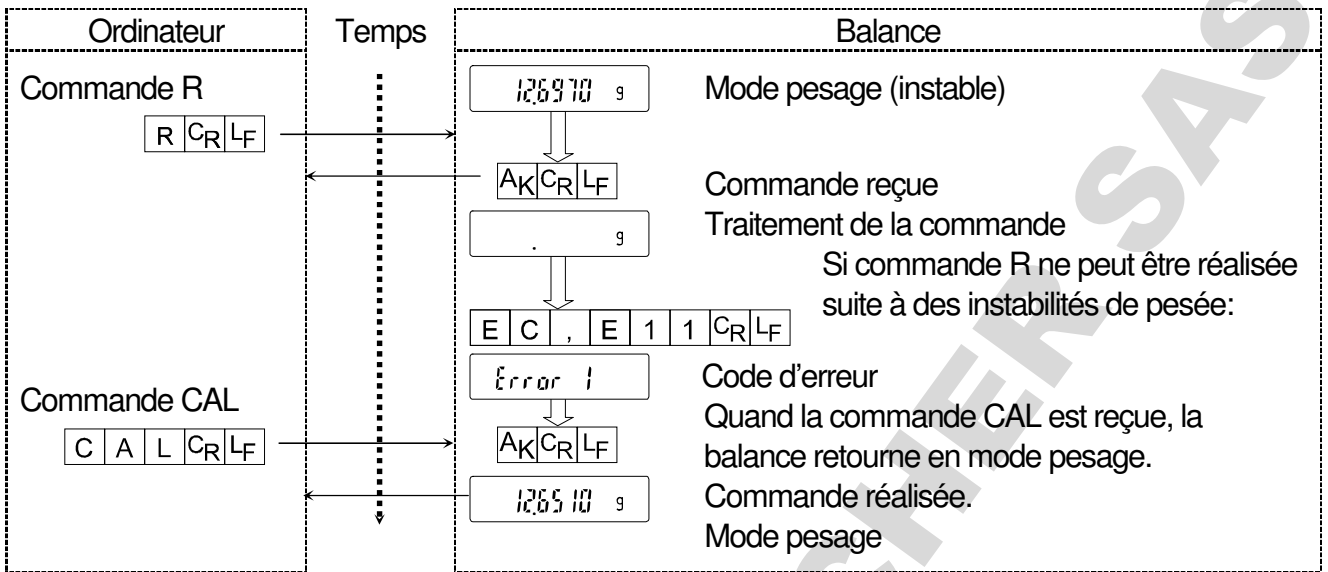 Ordinateur Temps Balance
Commande R 12.6970 g Mode pesage (instable)
R CR LF
AK CR LF Commande reçue
. g Traitement de la commande
Si commande R ne peut être réalisée
suite à des instabilités de pesée:
E C , E 1 1 CR LF
Error 1 Code d’erreur
Commande CAL Quand la commande CAL est reçue, la
C A L CR LF AK CR LF balance retourne en mode pesage.
12.6510 g Commande réalisée.
Mode pesage
CHER SAS